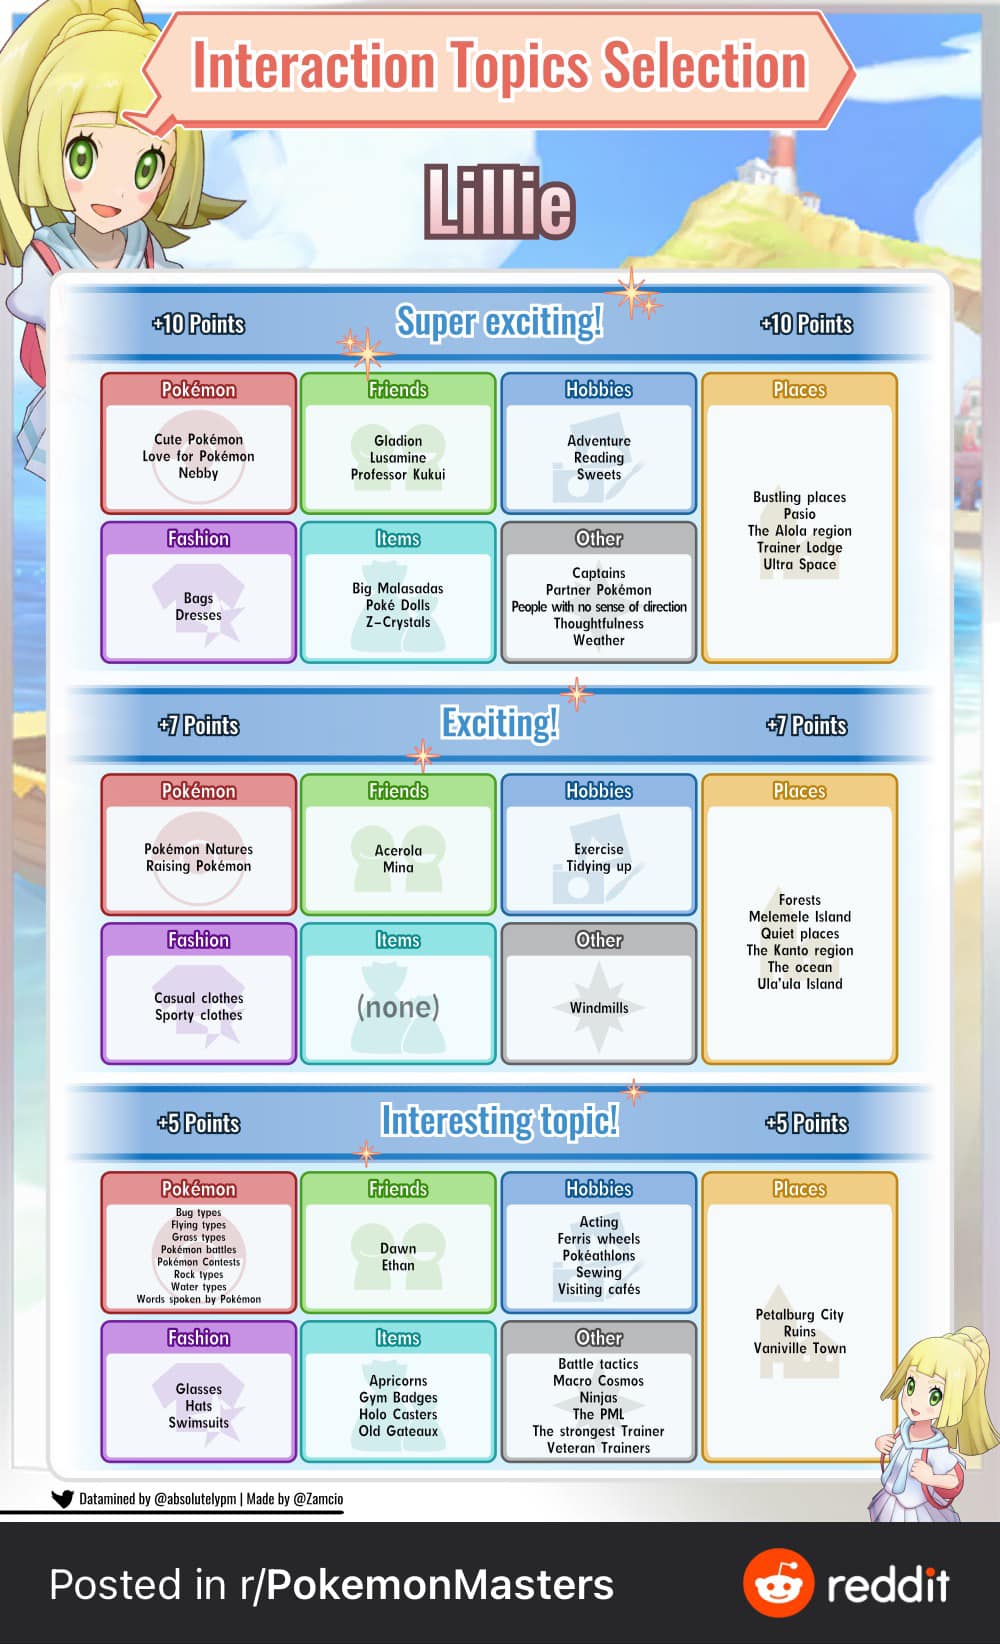 Interaction Topics Selection
Lillie
+10 Points
Super exciting!
+10 Points
Pokémon
Cute Pokémon
Love for Pokémon
Nebby
Friends
Gladion
Lusamine
Professor Kukui
Hobbies
Adventure
Reading
Sweets
Places
Bustling places
Pasio
The Alola region
Trainer Lodge
Ultra Space
Fashion
Bags
Dresses
Items
Big Malasadas
Poké Dolls
Z-Crystals
Other
Captains
Partner Pokémon
People with no sense of direction
Thoughtfulness
Weather
+7 Points
Exciting!
+7 Points
Pokémon
Pokémon Natures
Raising Pokémon
Friends
Acerola
Mina
Hobbies
Exercise
Tidying up
Places
Forests
Melemele Island
Quiet places
The Kanto region
The ocean
Ula'ula Island
Fashion
Casual clothes
Sporty clothes
Items
(none)
Other
Windmills
+5 Points
Interesting topic!
+5 Points
Pokémon
Bug types
Flying types
Grass types
Pokémon battles
Pokémon Contests
Rock types
Water types
Words spoken by Pokémon
Friends
Dawn
Ethan
Hobbies
Acting
Ferris wheels
Pokéathlons
Sewing
Visiting cafés
Places
Petalburg City
Ruins
Vaniville Town
Fashion
Glasses
Hats
Swimsuits
Items
Apricorns
Gym Badges
Holo Casters
Old Gateaux
Other
Battle tactics
Macro Cosmos
Ninjas
The PML
The strongest Trainer
Veteran Trainers
Datamined by @absolutelypm | Made by @Zamcio
Posted in r/PokemonMasters
reddit